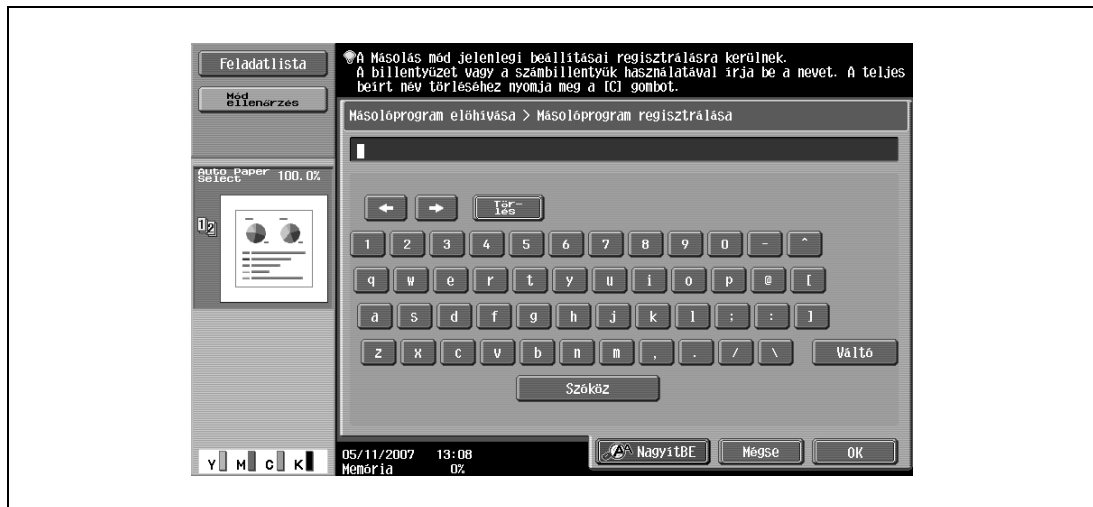 Feladatlista
Mód
ellenőrzés
Auto Paper
Select 100.0%
12
A Másolás mód jelenlegi beállításai regisztrálásra kerülnek.
A billentyűzet vagy a számbillentyűk használatával írja be a nevet. A teljes
beírt név törléséhez nyomja meg a [C] gombot.
Másolóprogram előhívása > Másolóprogram regisztrálása
Tör-
lés
1 2 3 4 5 6 7 8 9 0 - ^
q w e r t y u i o p @ [
a s d f g h j k l ; : ]
z x c v b n m , . / \ Váltó
Szóköz
Y M C K
05/11/2007 13:08
Memória 0%
NagyítBE Mégse OK